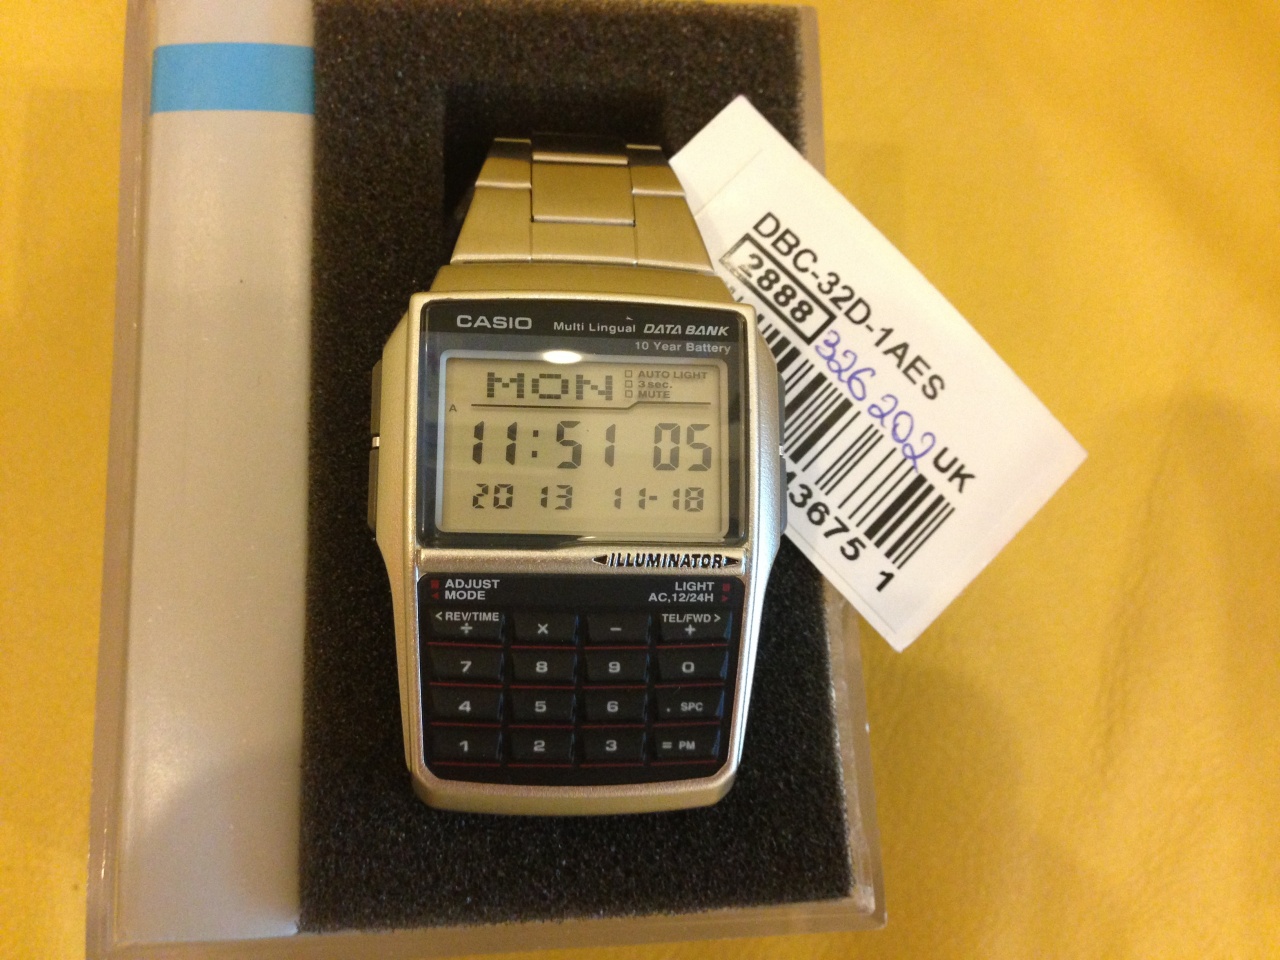 CASIO
Multi Lingual DATA BANK
10 Year Battery
MON
AUTO LIGHT
3sec.
MUTE
A
11:51 05
2013 11-18
ILLUMINATOR
ADJUST
MODE
LIGHT
AC,12/24H
<REV/TIME
TEL/FWD>
÷ × - +
7 8 9 0
4 5 6 . SPC
1 2 3 = PM
DBC-32D-1AES
2888
326202
UK
43675 1